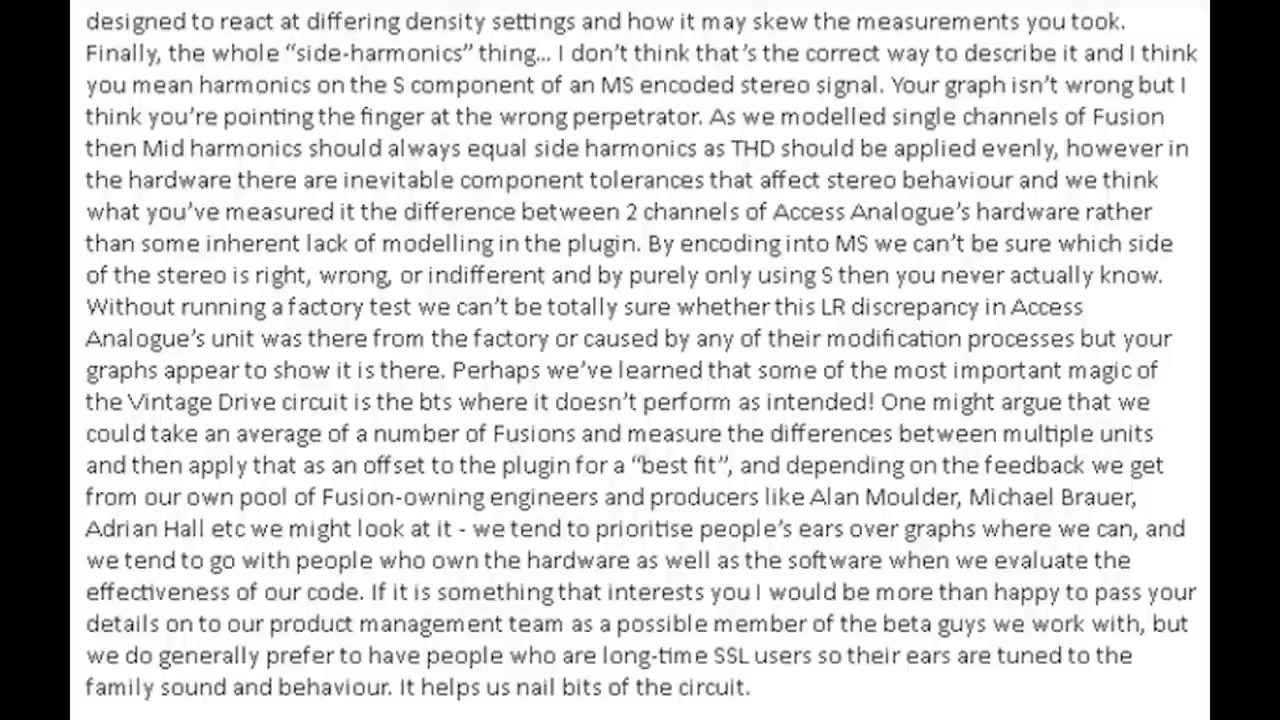 designed to react at differing density settings and how it may skew the measurements you took.
Finally, the whole “side-harmonics” thing... I don’t think that’s the correct way to describe it and I think
you mean harmonics on the S component of an MS encoded stereo signal. Your graph isn’t wrong but I
think you’re pointing the finger at the wrong perpetrator. As we modelled single channels of Fusion
then Mid harmonics should always equal side harmonics as THD should be applied evenly, however in
the hardware there are inevitable component tolerances that affect stereo behaviour and we think
what you’ve measured it the difference between 2 channels of Access Analogue’s hardware rather
than some inherent lack of modelling in the plugin. By encoding into MS we can’t be sure which side
of the stereo is right, wrong, or indifferent and by purely only using S then you never actually know.
Without running a factory test we can’t be totally sure whether this LR discrepancy in Access
Analogue’s unit was there from the factory or caused by any of their modification processes but your
graphs appear to show it is there. Perhaps we’ve learned that some of the most important magic of
the Vintage Drive circuit is the bts where it doesn’t perform as intended! One might argue that we
could take an average of a number of Fusions and measure the differences between multiple units
and then apply that as an offset to the plugin for a “best fit”, and depending on the feedback we get
from our own pool of Fusion-owning engineers and producers like Alan Moulder, Michael Brauer,
Adrian Hall etc we might look at it - we tend to prioritise people’s ears over graphs where we can, and
we tend to go with people who own the hardware as well as the software when we evaluate the
effectiveness of our code. If it is something that interests you I would be more than happy to pass your
details on to our product management team as a possible member of the beta guys we work with, but
we do generally prefer to have people who are long-time SSL users so their ears are tuned to the
family sound and behaviour. It helps us nail bits of the circuit.